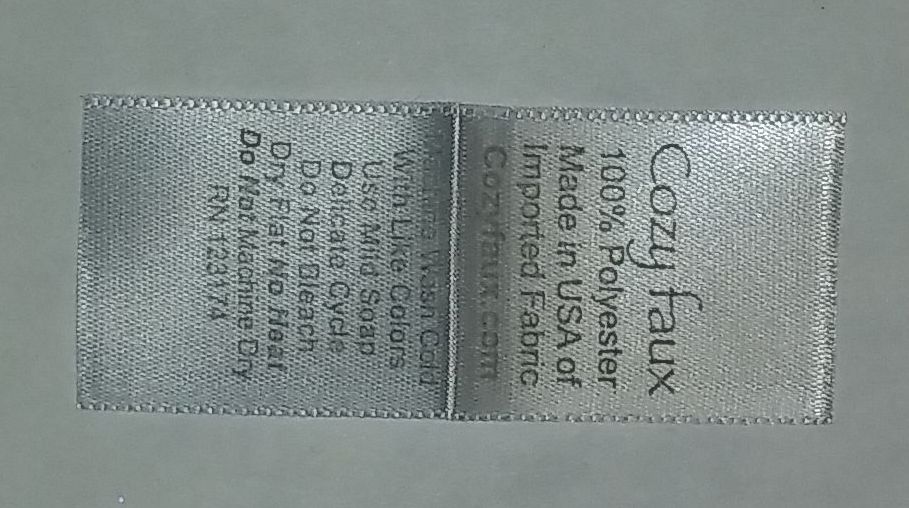 Cozy faux
100% Polyester
Made in USA of
Imported Fabric
Cozyfaux.com
Machine Wash Cold
With Like Colors
Use Mild Soap
Delicate Cycle
Do Not Bleach
Dry Flat No Heat
Do Not Machine Dry
RN 123174